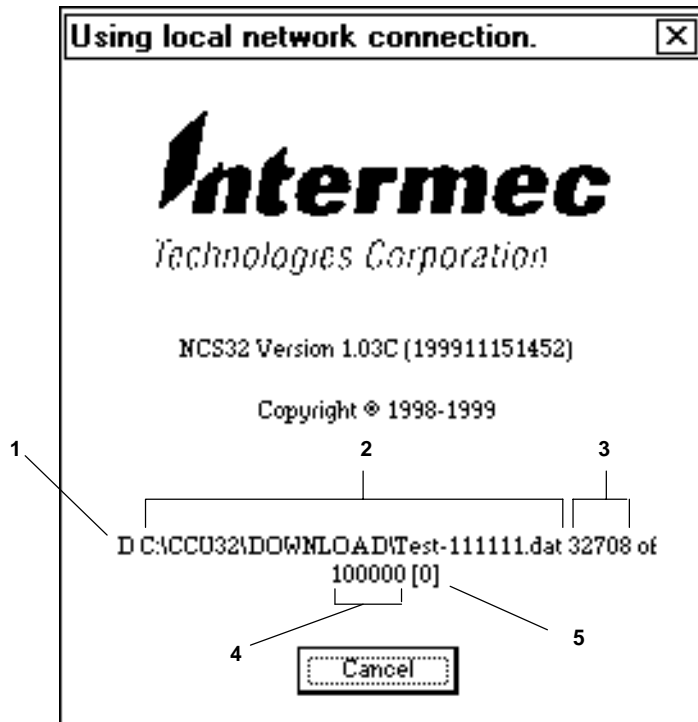 Using local network connection.
Intermec
Technologies Corporation
NCS32 Version 1.03C (199911151452)
Copyright ® 1998-1999
1
2
3
D C:\CCU32\DOWNLOAD\Test-111111.dat 32708 of
100000 [0]
4
5
Cancel